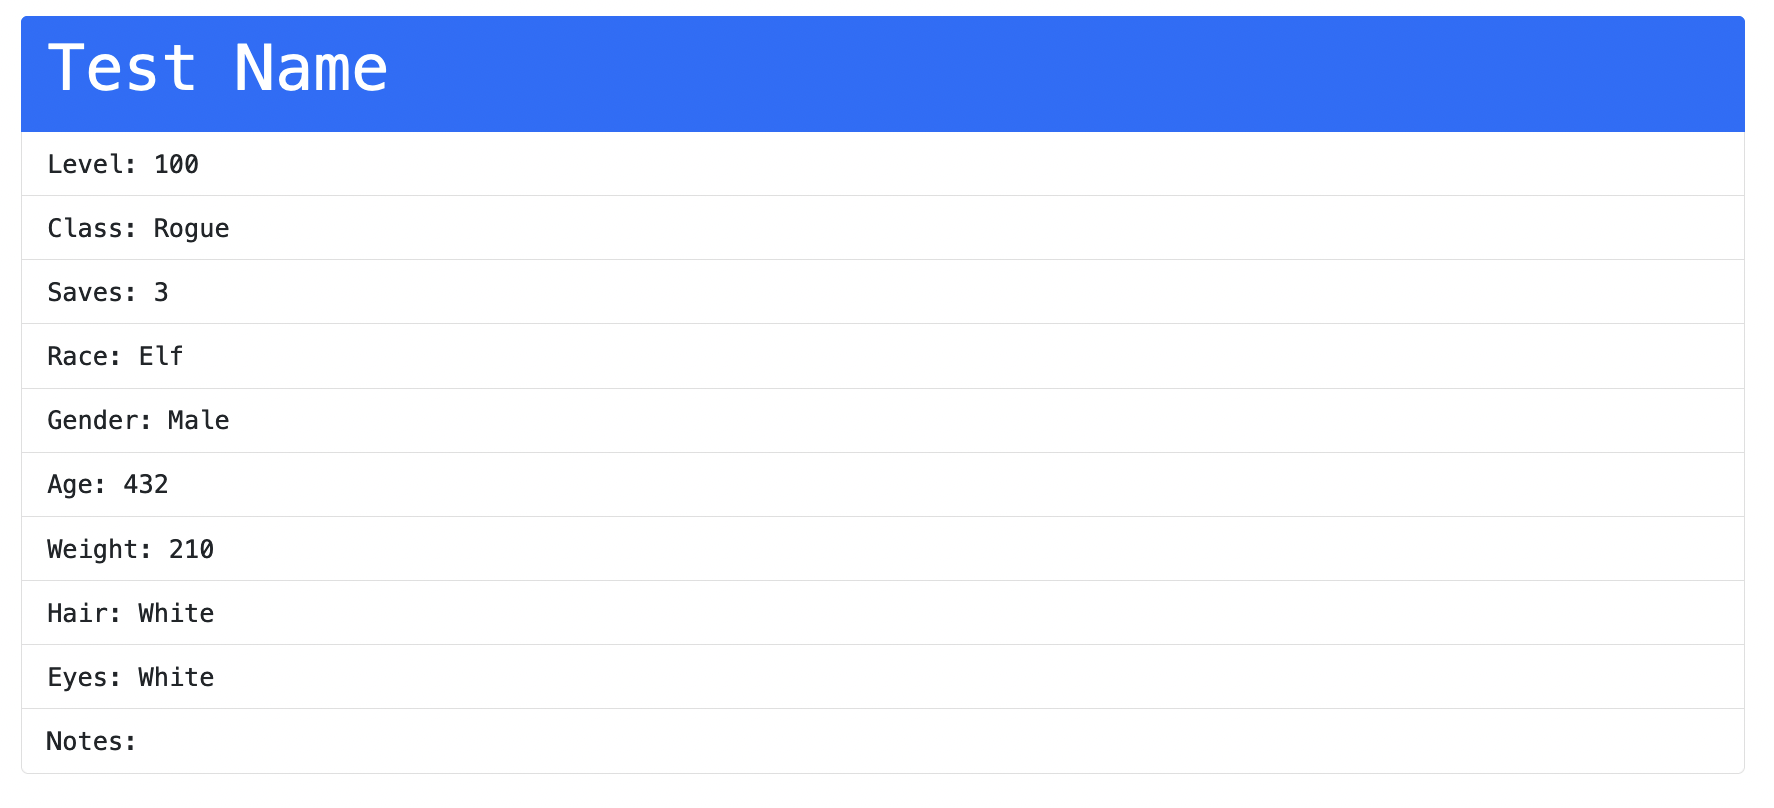 Test Name
Level: 100
Class: Rogue
Saves: 3
Race: Elf
Gender: Male
Age: 432
Weight: 210
Hair: White
Eyes: White
Notes: